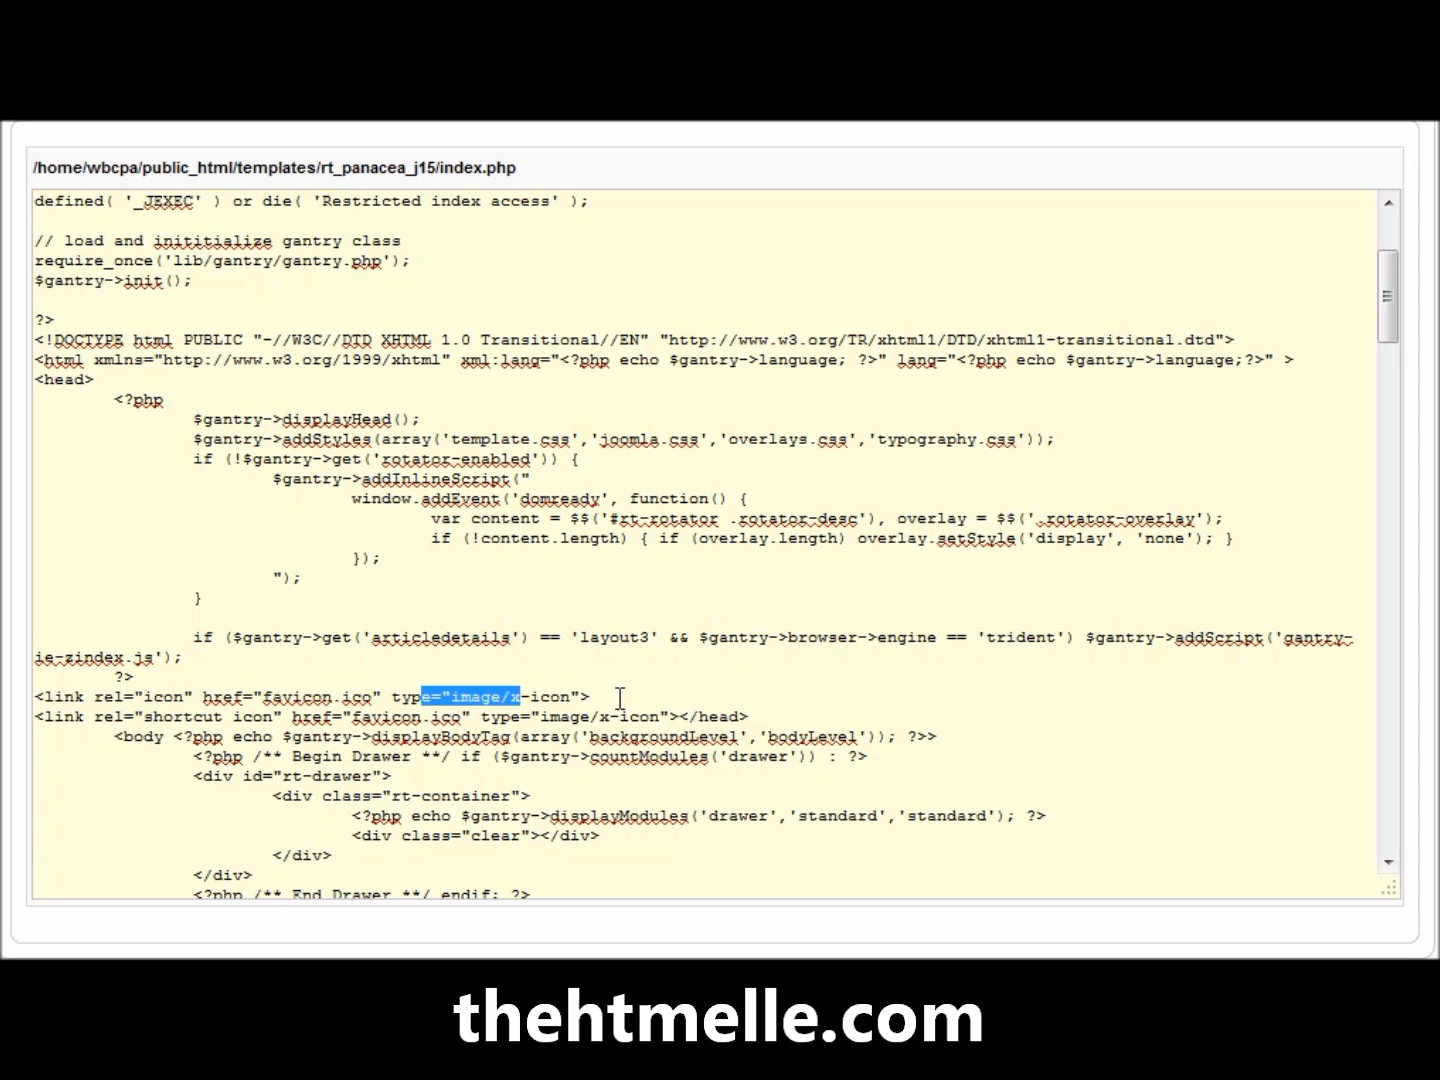 /home/wbcpa/public_html/templates/rt_panacea_j15/index.php
defined( '_JEXEC' ) or die( 'Restricted index access' );
// load and inititialize gantry class
require_once('lib/gantry/gantry.php');
$gantry->init();
?>
<!DOCTYPE html PUBLIC "-//W3C//DTD XHTML 1.0 Transitional//EN" "http://www.w3.org/TR/xhtml1/DTD/xhtml1-transitional.dtd">
<html xmlns="http://www.w3.org/1999/xhtml" xml:lang="<?php echo $gantry->language; ?>" lang="<?php echo $gantry->language;?>" >
<head>
<?php
$gantry->displayHead();
$gantry->addStyles(array('template.css','joomla.css','overlays.css','typography.css'));
if (!$gantry->get('rotator-enabled')) {
$gantry->addInlineScript("
window.addEvent('domready', function() {
var content = $$('#rt-rotator .rotator-desc'), overlay = $$('.rotator-overlay');
if (!content.length) { if (overlay.length) overlay.setStyle('display', 'none'); }
});
");
}
if ($gantry->get('articledetails') == 'layout3' && $gantry->browser->engine == 'trident') $gantry->addScript('gantry-
ie-zindex.js');
?>
<link rel="icon" href="favicon.ico" type="image/x-icon">
<link rel="shortcut icon" href="favicon.ico" type="image/x-icon"></head>
<body <?php echo $gantry->displayBodyTag(array('backgroundLevel','bodyLevel')); ?>>
<?php /** Begin Drawer **/ if ($gantry->countModules('drawer')) : ?>
<div id="rt-drawer">
<div class="rt-container">
<?php echo $gantry->displayModules('drawer','standard','standard'); ?>
<div class="clear"></div>
</div>
</div>
<?php /** End Drawer **/ endif; ?>
thehtmelle.com